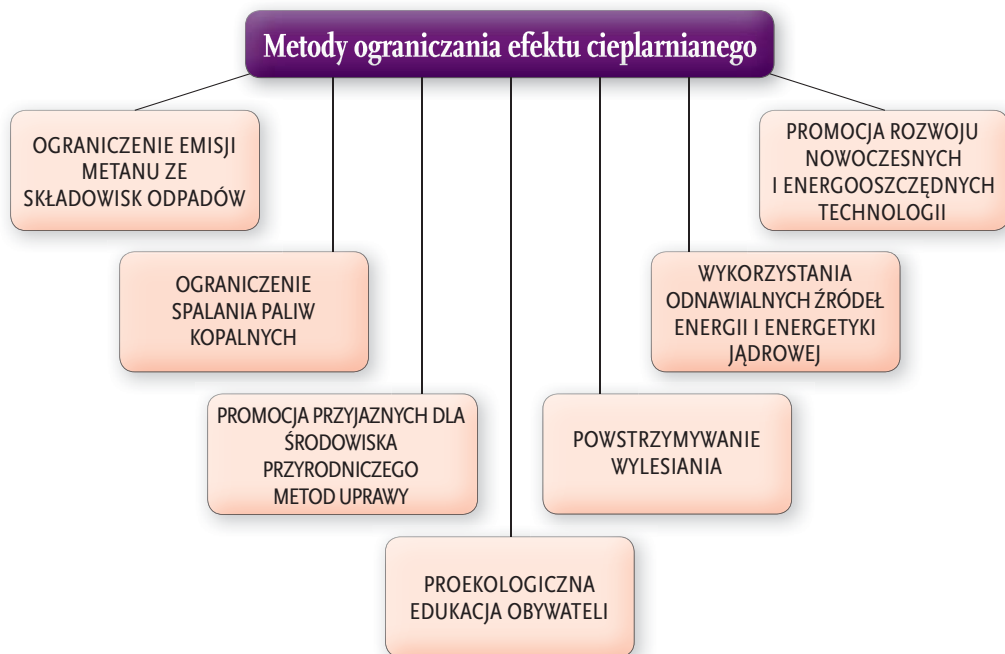 Metody ograniczania efektu cieplarnianego
OGRANICZENIE EMISJI
METANU ZE
SKŁADOWISK ODPADÓW
OGRANICZENIE
SPALANIA PALIW
KOPALNYCH
PROMOCJA PRZYJAZNYCH DLA
ŚRODOWISKA
PRZYRODNICZEGO
METOD UPRAWY
PROEKOLOGICZNA
EDUKACJA OBYWATELI
POWSTRZYMYWANIE
WYLESIANIA
WYKORZYSTANIA
ODNAWIALNYCH ŹRÓDEŁ
ENERGII I ENERGETYKI
JĄDROWEJ
PROMOCJA ROZWOJU
NOWOCZESNYCH
I ENERGOOSZCZĘDNYCH
TECHNOLOGII